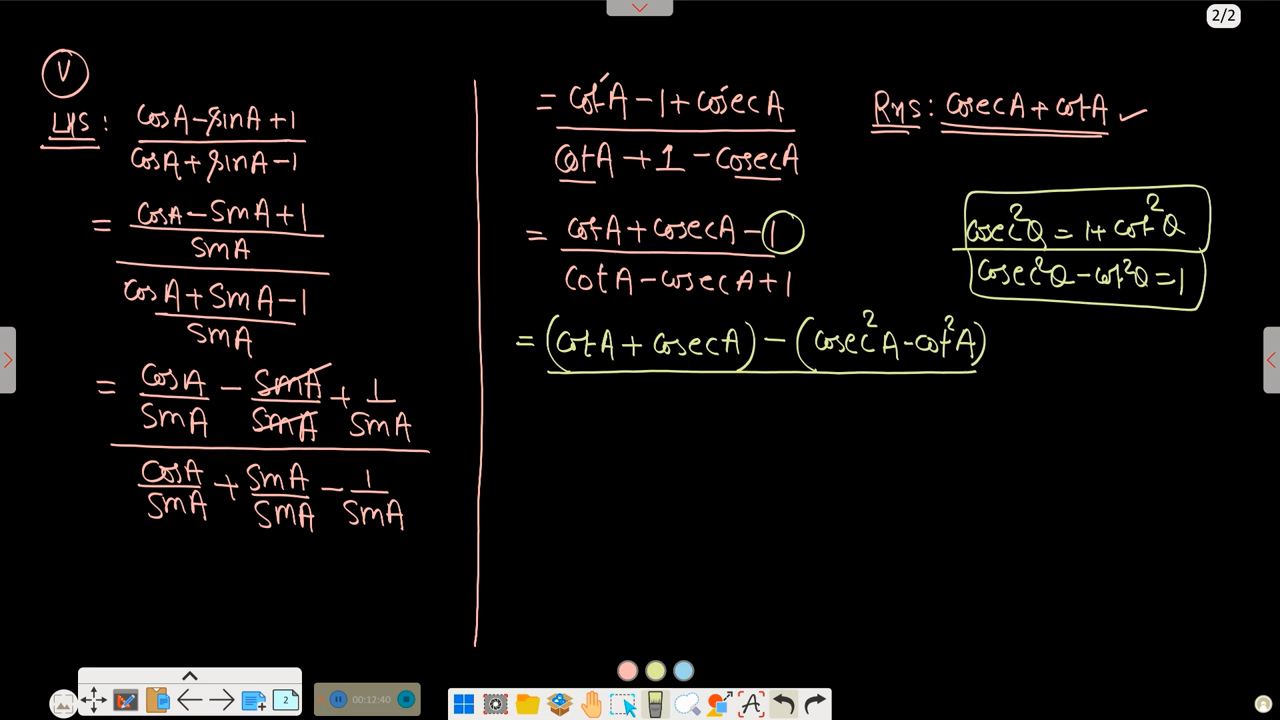 2/2
V
LHS: cosA-sinA+1
cosA+sinA-1
= cosA-sinA+1
sinA
cosA+sinA-1
sinA
= cosA/sinA - sinA/sinA + 1/sinA
cosA/sinA + sinA/sinA - 1/sinA
= cotA-1+cosecA
cotA+1-cosecA
= cotA+cosecA-1
cotA-cosecA+1
= (cotA+cosecA)-(cosec²A-cot²A)
RHS: cosecA+cotA ✓
cosec²θ=1+cot²θ
cosec²θ-cot²θ=1
2
00:12:40
A